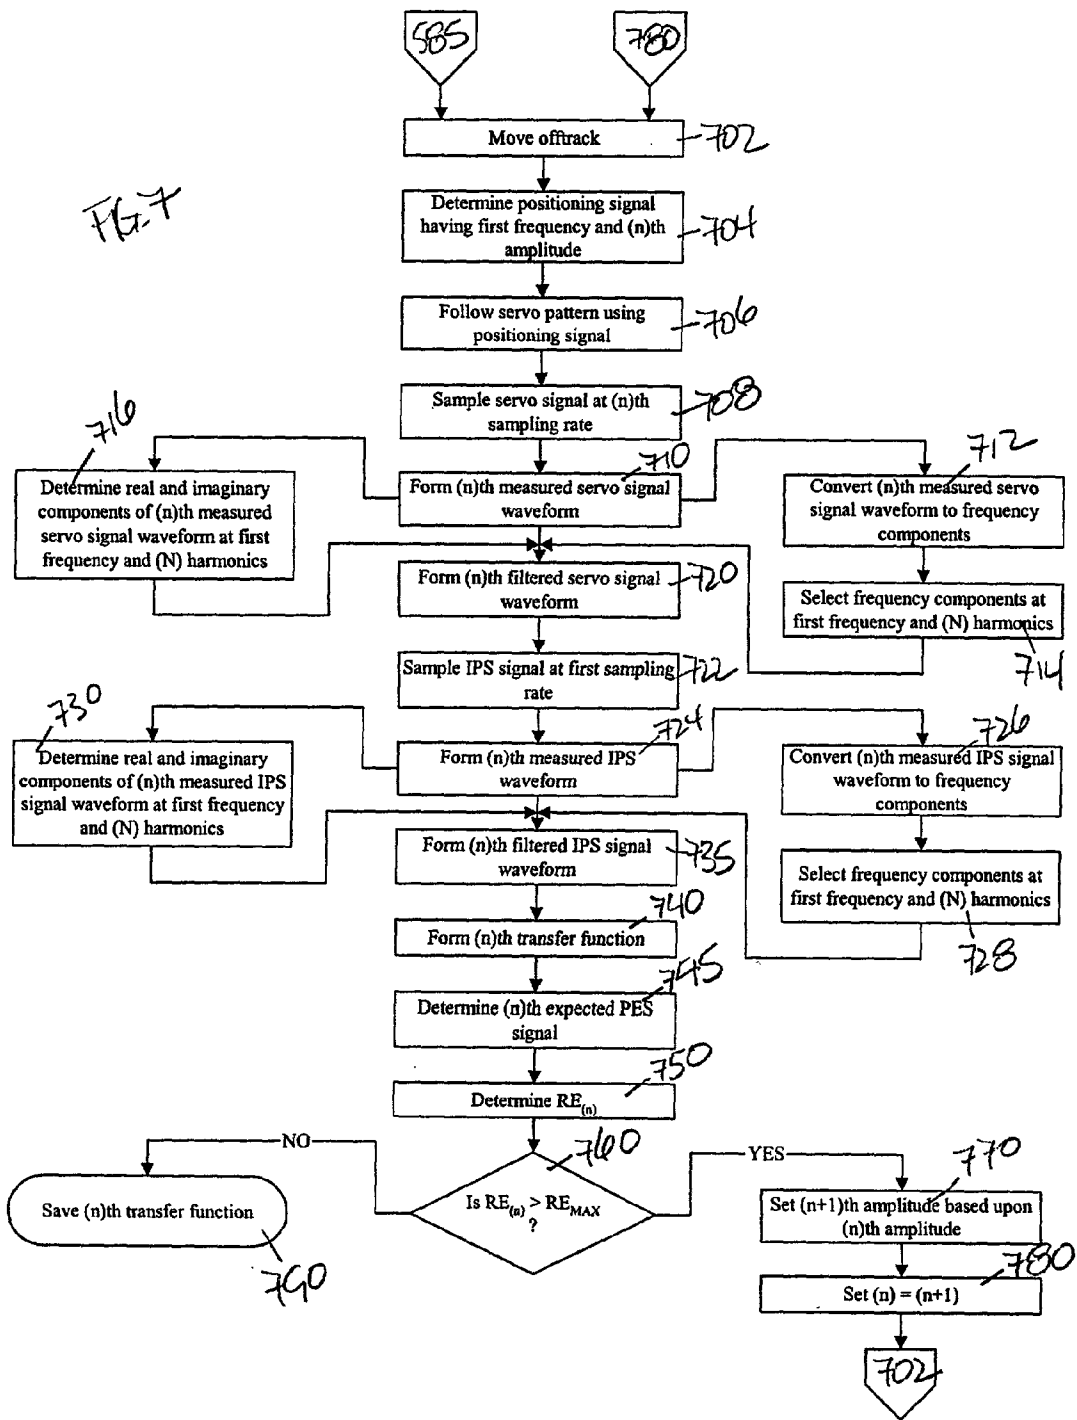 585
780
Move offtrack
702
FIG. 7
Determine positioning signal
having first frequency and (n)th
amplitude
704
Follow servo pattern using
positioning signal
706
Sample servo signal at (n)th
sampling rate
708
716
Determine real and imaginary
components of (n)th measured
servo signal waveform at first
frequency and (N) harmonics
710
Form (n)th measured servo signal
waveform
712
Convert (n)th measured servo
signal waveform to frequency
components
Form (n)th filtered servo signal
waveform
720
Select frequency components at
first frequency and (N) harmonics
714
Sample IPS signal at first sampling
rate
722
730
Determine real and imaginary
components of (n)th measured IPS
signal waveform at first frequency
and (N) harmonics
724
Form (n)th measured IPS
waveform
726
Convert (n)th measured IPS signal
waveform to frequency
components
Form (n)th filtered IPS signal
waveform
735
Select frequency components at
first frequency and (N) harmonics
728
740
Form (n)th transfer function
745
Determine (n)th expected PES
signal
750
Determine RE(n)
760
Is RE(n) > REMAX
?
NO
YES
Save (n)th transfer function
790
770
Set (n+1)th amplitude based upon
(n)th amplitude
780
Set (n) = (n+1)
702